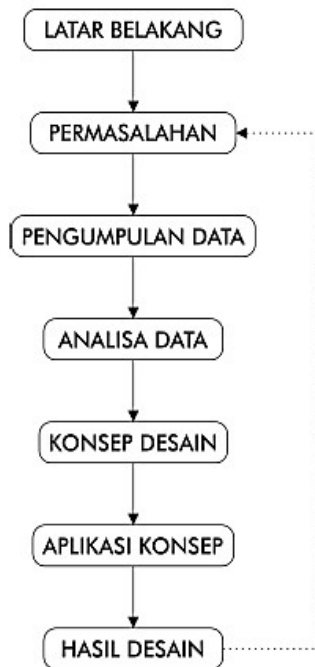 LATAR BELAKANG
PERMASALAHAN
PENGUMPULAN DATA
ANALISA DATA
KONSEP DESAIN
APLIKASI KONSEP
HASIL DESAIN